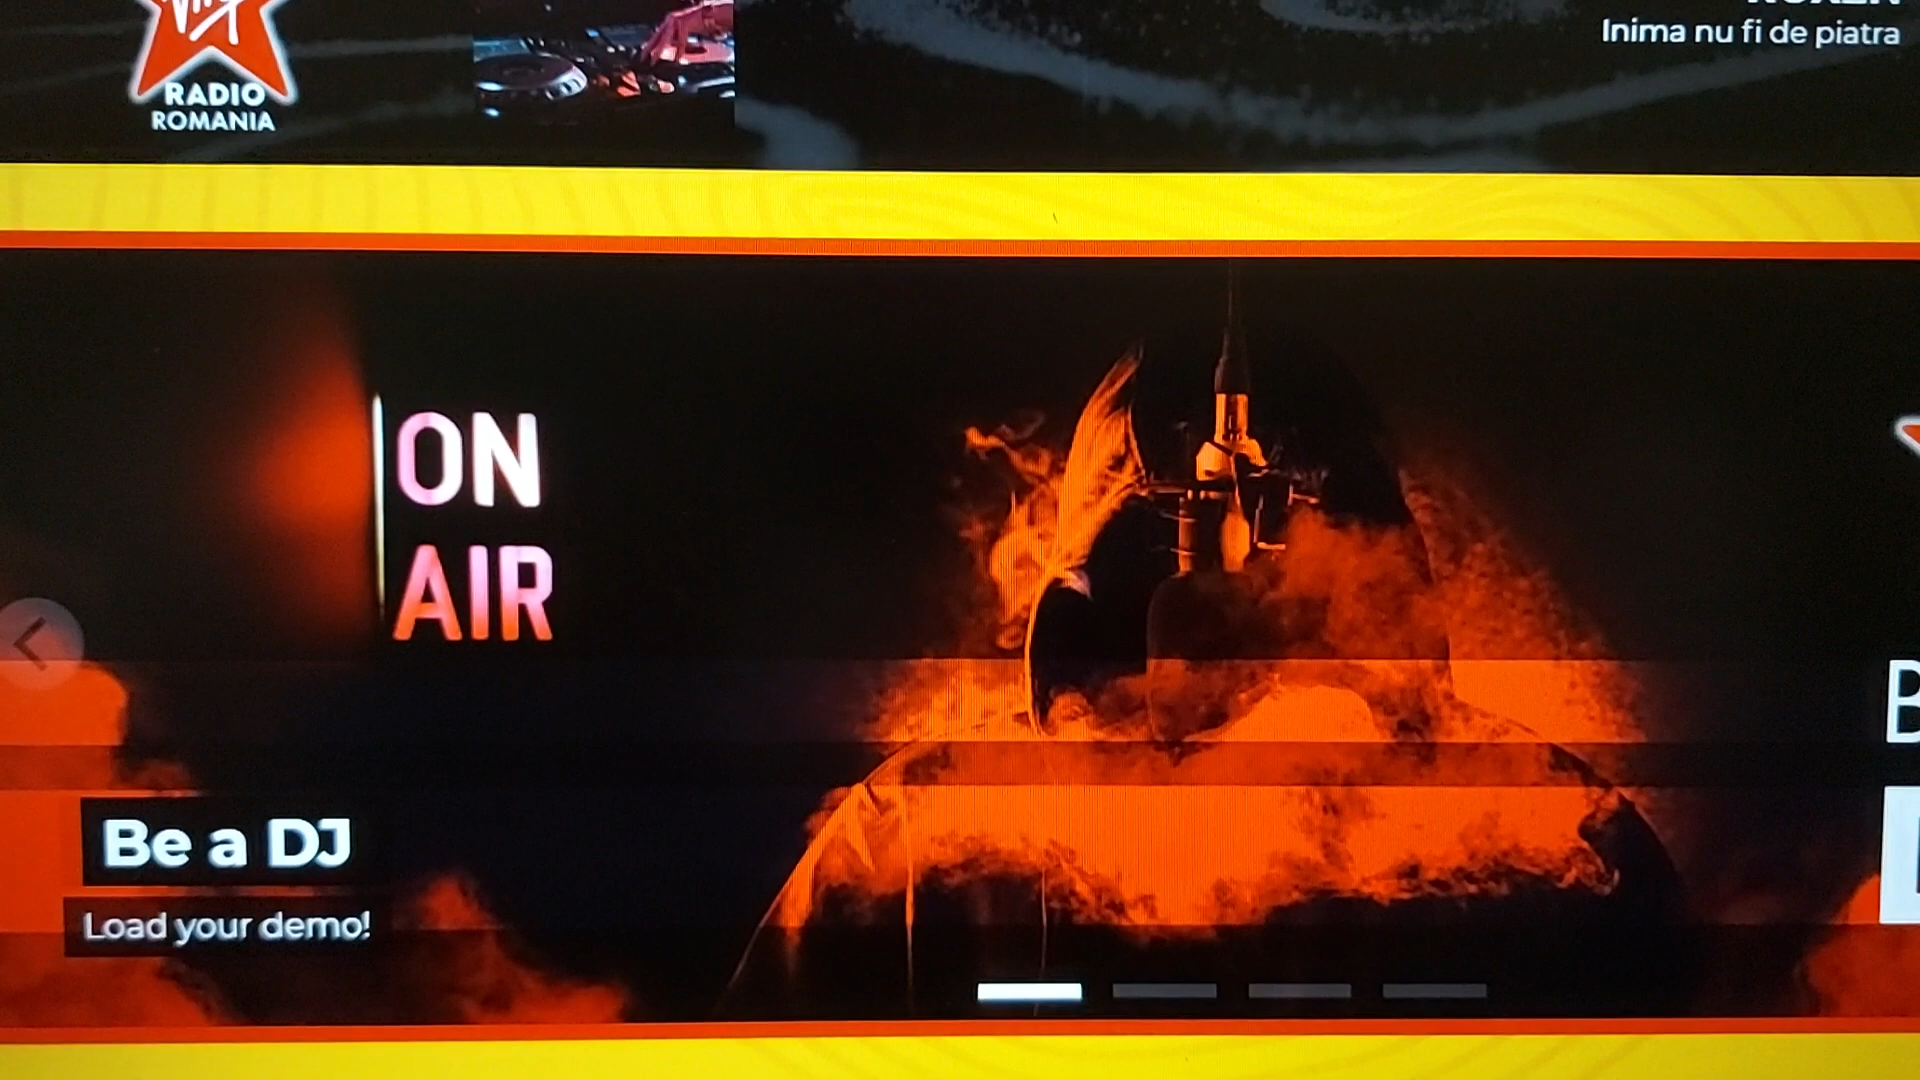 RADIO
ROMANIA
Inima nu fi de piatra
ON
AIR
Be a DJ
Load your demo!